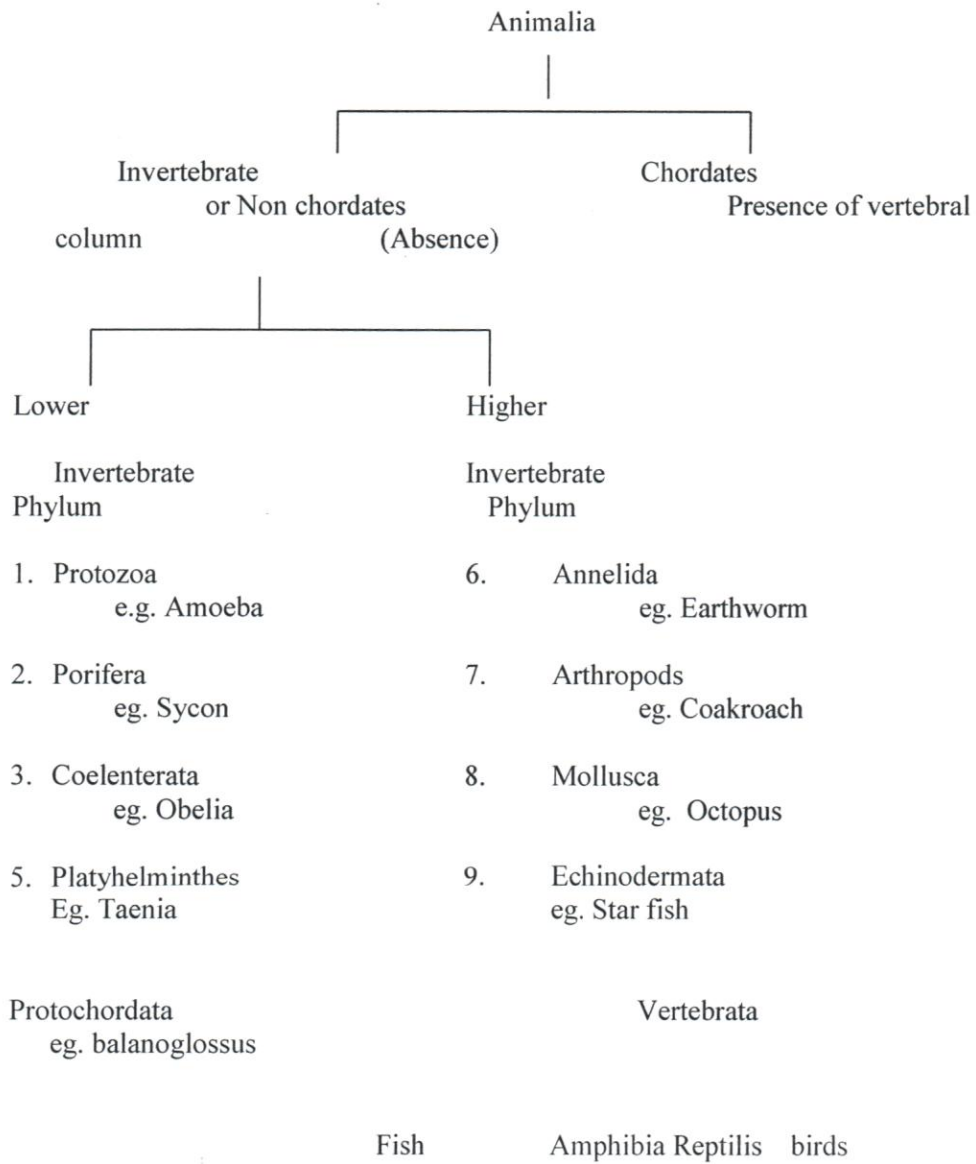 Animalia
Invertebrate Chordates
or Non chordates Presence of vertebral
column (Absence)
Lower Higher
Invertebrate Invertebrate
Phylum Phylum
1. Protozoa 6. Annelida
e.g. Amoeba eg. Earthworm
2. Porifera 7. Arthropods
eg. Sycon eg. Coakroach
3. Coelenterata 8. Mollusca
eg. Obelia eg. Octopus
5. Platyhelminthes 9. Echinodermata
Eg. Taenia eg. Star fish
Protochordata Vertebrata
eg. balanoglossus
Fish Amphibia Reptilis birds